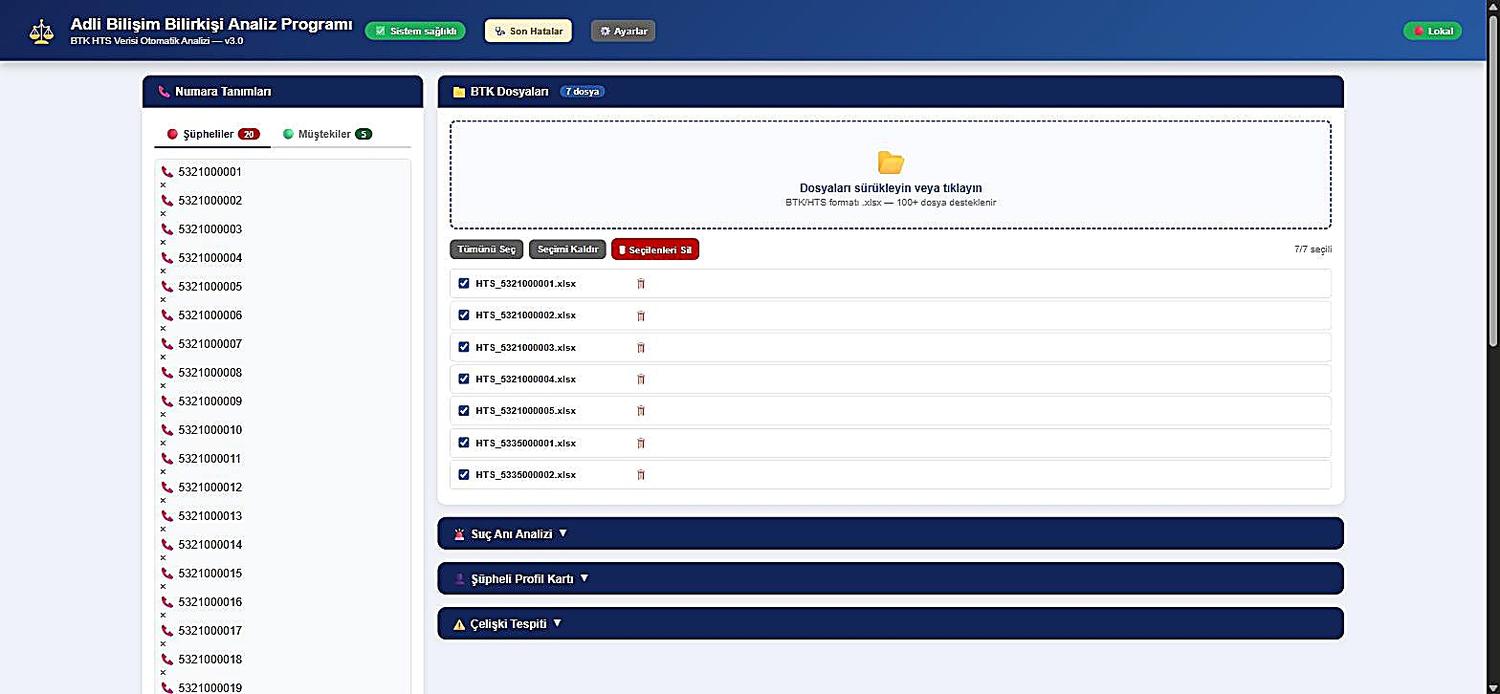 Adli Bilişim Bilirkişi Analiz Programı
BTK HTS Verisi Otomatik Analizi — v3.0
Sistem sağlıklı
Son Hatalar
Ayarlar
Lokal
Numara Tanımları
Şüpheliler 20
Müştekiler 5
5321000001
×
5321000002
×
5321000003
×
5321000004
×
5321000005
×
5321000006
×
5321000007
×
5321000008
×
5321000009
×
5321000010
×
5321000011
×
5321000012
×
5321000013
×
5321000014
×
5321000015
×
5321000016
×
5321000017
×
5321000018
×
5321000019
BTK Dosyaları 7 dosya
Dosyaları sürükleyin veya tıklayın
BTK/HTS formatı .xlsx — 100+ dosya desteklenir
Tümünü Seç
Seçimi Kaldır
Seçilenleri Sil
7/7 seçili
HTS_5321000001.xlsx
HTS_5321000002.xlsx
HTS_5321000003.xlsx
HTS_5321000004.xlsx
HTS_5321000005.xlsx
HTS_5335000001.xlsx
HTS_5335000002.xlsx
Suç Anı Analizi ▼
Şüpheli Profil Kartı ▼
Çelişki Tespiti ▼